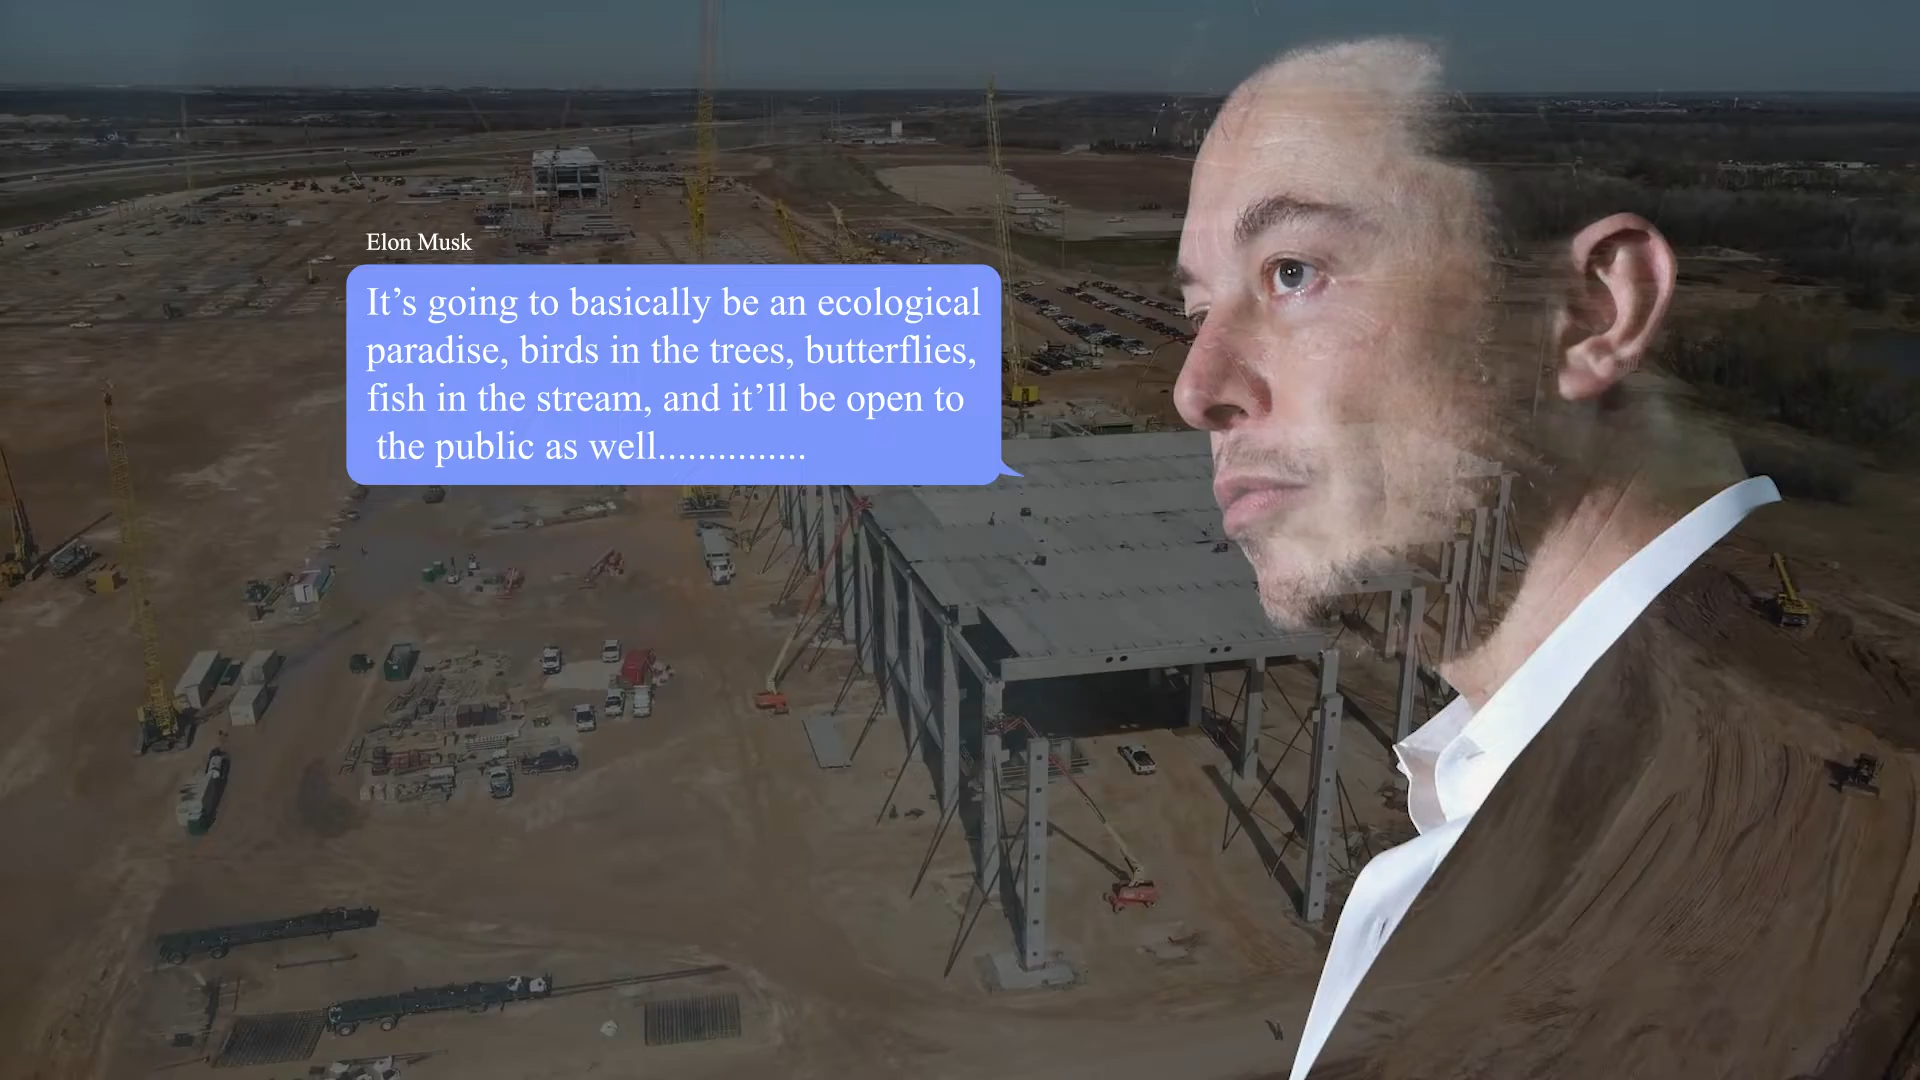 Elon Musk
It’s going to basically be an ecological
paradise, birds in the trees, butterflies,
fish in the stream, and it’ll be open to
the public as well...............